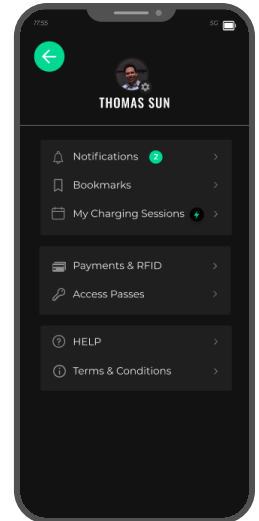 17:55
5G
THOMAS SUN
Notifications 2
Bookmarks
My Charging Sessions
Payments & RFID
Access Passes
HELP
Terms & Conditions